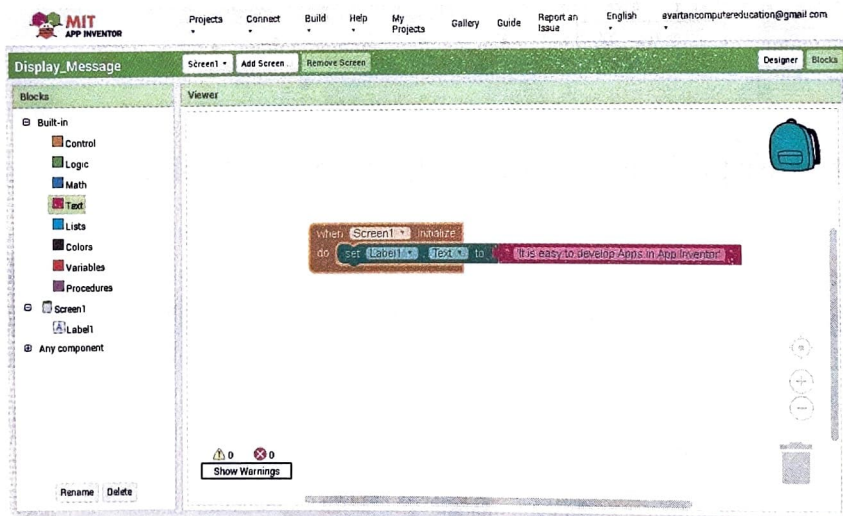 MIT
APP INVENTOR
Projects Connect Build Help My Projects Gallery Guide Report an Issue English avartancomputereducation@gmail.com
Display_Message Screen1 Add Screen... Remove Screen Designer Blocks
Blocks Viewer
Built-in
Control
Logic
Math
Text
Lists
Colors
Variables
Procedures
Screen1
Label1
Any component
when Screen1 Initialize
do set Label1 . Text to "It is easy to develop Apps in App Inventor"
0 0
Show Warnings
Rename Delete